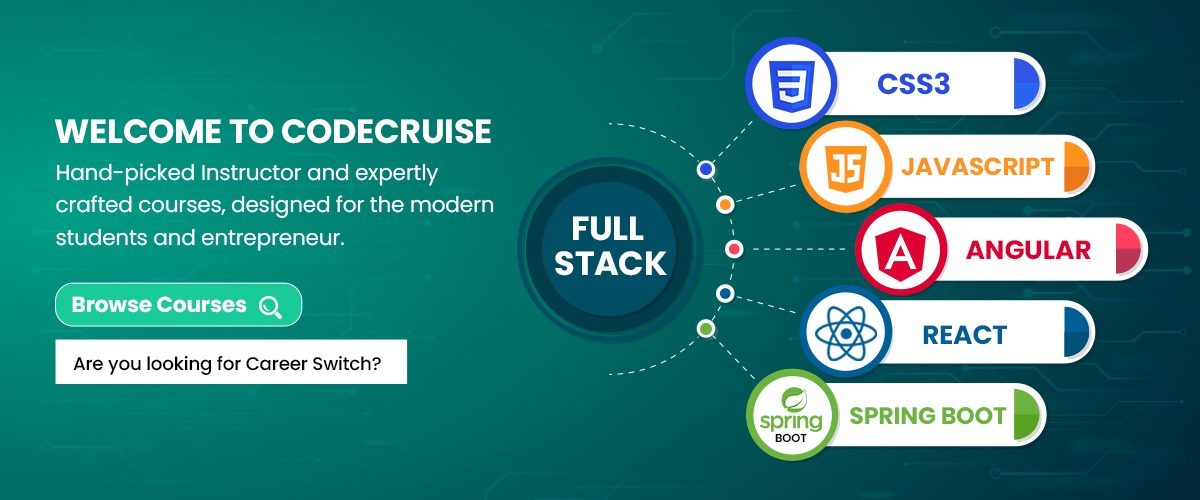 WELCOME TO CODECRUISE
Hand-picked Instructor and expertly
crafted courses, designed for the modern
students and entrepreneur.
Browse Courses
Are you looking for Career Switch?
FULL
STACK
3
CSS3
JS
JAVASCRIPT
A
ANGULAR
REACT
spring
BOOT
SPRING BOOT